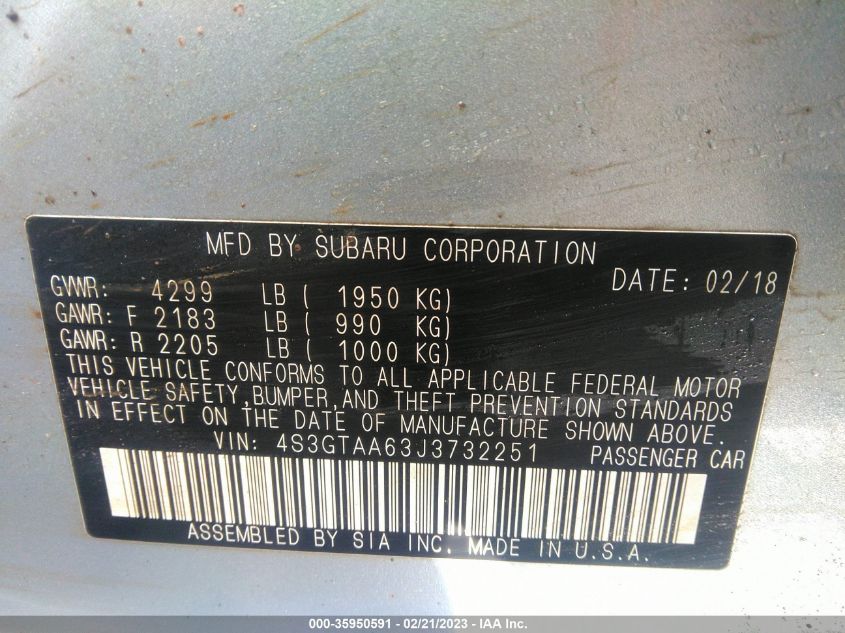 MFD BY SUBARU CORPORATION
DATE: 02/18
GVWR: 4299 LB ( 1950 KG)
GAWR: F 2183 LB ( 990 KG)
GAWR: R 2205 LB ( 1000 KG)
THIS VEHICLE CONFORMS TO ALL APPLICABLE FEDERAL MOTOR
VEHICLE SAFETY, BUMPER, AND THEFT PREVENTION STANDARDS
IN EFFECT ON THE DATE OF MANUFACTURE SHOWN ABOVE.
VIN: 4S3GTAA63J3732251 PASSENGER CAR
ASSEMBLED BY SIA INC. MADE IN U.S.A.
000-35950591 - 02/21/2023 - IAA Inc.